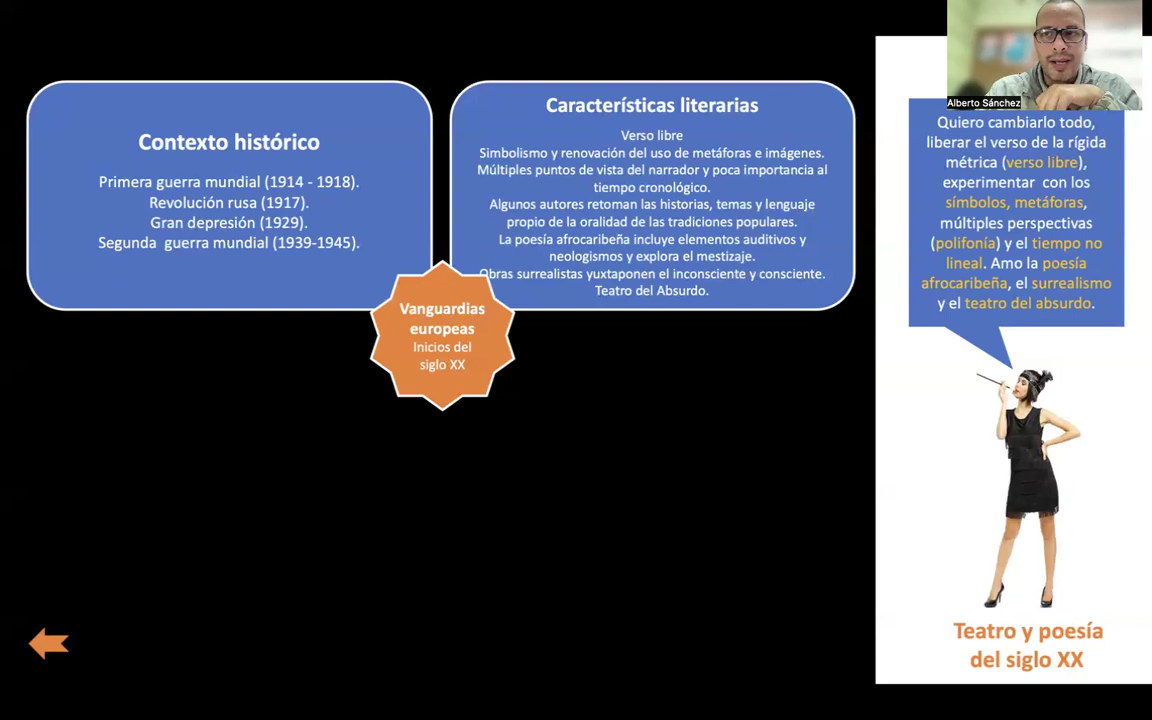 Contexto histórico
Primera guerra mundial (1914 - 1918).
Revolución rusa (1917).
Gran depresión (1929).
Segunda guerra mundial (1939-1945).
Características literarias
Verso libre
Simbolismo y renovación del uso de metáforas e imágenes.
Múltiples puntos de vista del narrador y poca importancia al
tiempo cronológico.
Algunos autores retoman las historias, temas y lenguaje
propio de la oralidad de las tradiciones populares.
La poesía afrocaribeña incluye elementos auditivos y
neologismos y explora el mestizaje.
Obras surrealistas yuxtaponen el inconsciente y consciente.
Teatro del Absurdo.
Vanguardias
europeas
Inicios del
siglo XX
Alberto Sánchez
Quiero cambiarlo todo,
liberar el verso de la rígida
métrica (verso libre),
experimentar con los
símbolos, metáforas,
múltiples perspectivas
(polifonía) y el tiempo no
lineal. Amo la poesía
afrocaribeña, el surrealismo
y el teatro del absurdo.
Teatro y poesía
del siglo XX